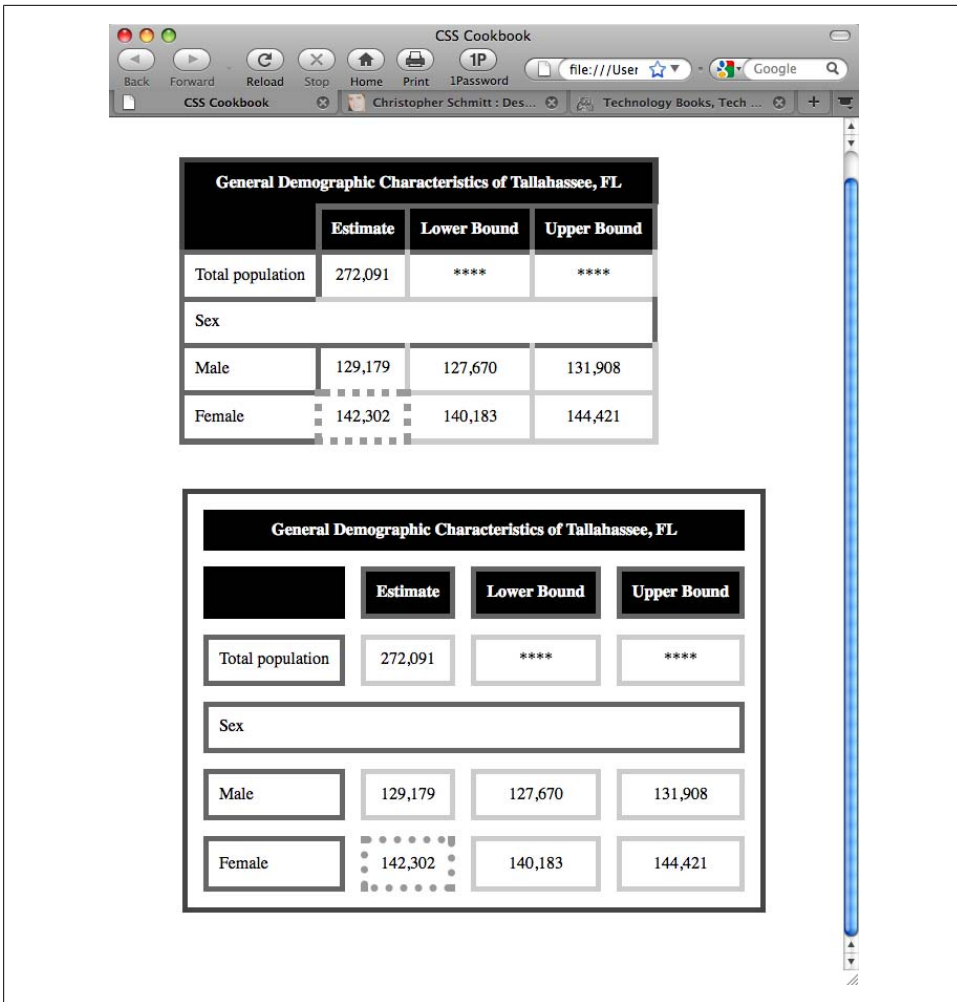 CSS Cookbook
Back Forward Reload Stop Home Print 1Password file:///User Google
CSS Cookbook Christopher Schmitt : Des... Technology Books, Tech ... +
General Demographic Characteristics of Tallahassee, FL
Estimate Lower Bound Upper Bound
Total population 272,091 **** ****
Sex
Male 129,179 127,670 131,908
Female 142,302 140,183 144,421
General Demographic Characteristics of Tallahassee, FL
Estimate Lower Bound Upper Bound
Total population 272,091 **** ****
Sex
Male 129,179 127,670 131,908
Female 142,302 140,183 144,421